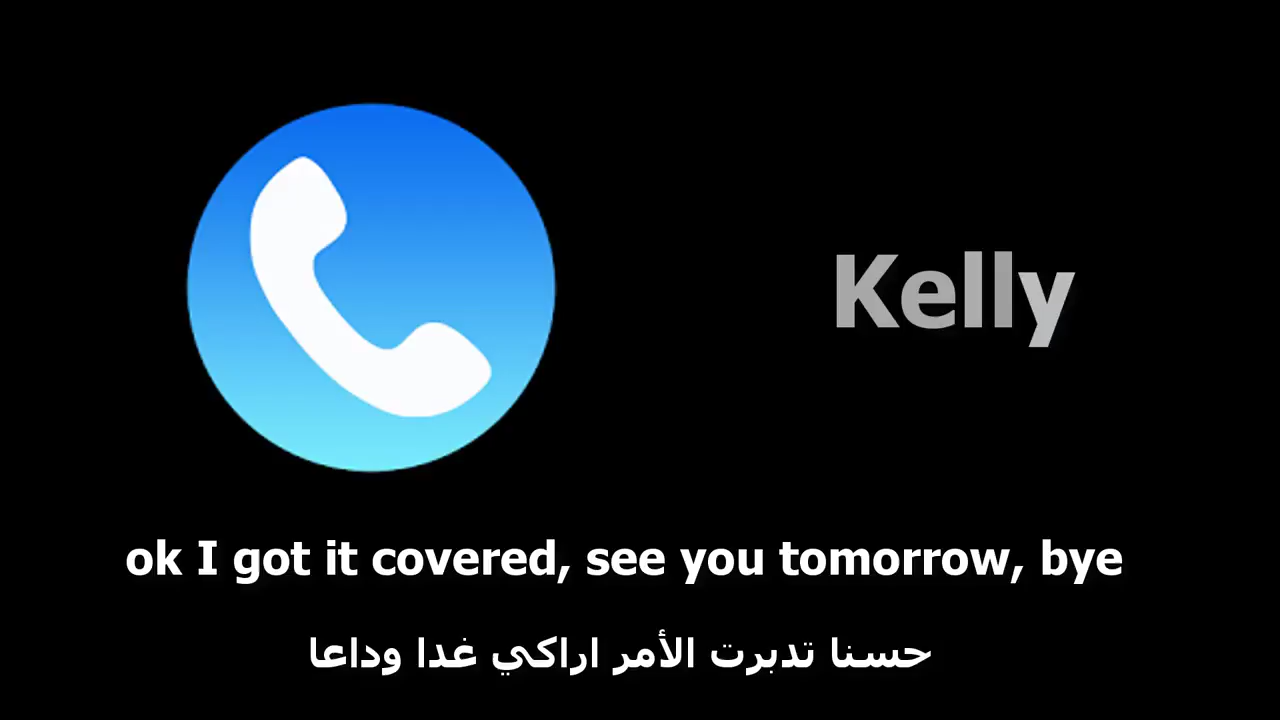 Kelly
ok I got it covered, see you tomorrow, bye
حسنا تدبرت الأمر اراكي غدا وداعا